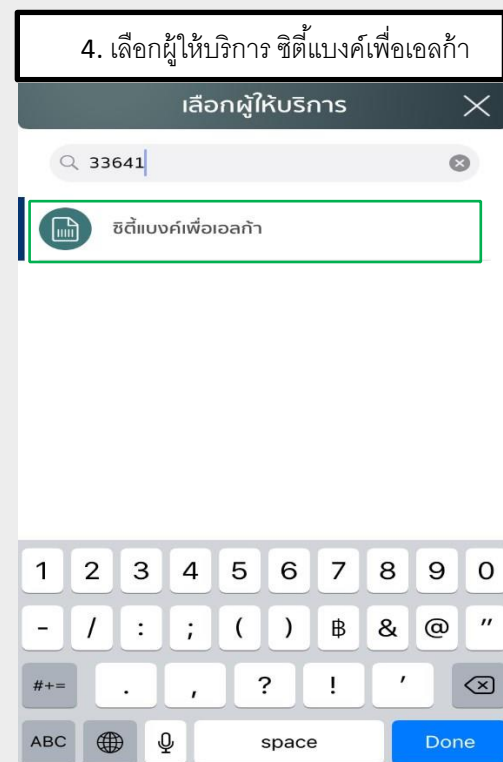 4. เลือกผู้ให้บริการ ซิตี้แบงค์เพื่อเอลก้า
เลือกผู้ให้บริการ
33641
ซิตี้แบงค์เพื่อเอลก้า
1 2 3 4 5 6 7 8 9 0
- / : ; ( ) ฿ & @ "
#+= . , ? ! '
ABC space Done